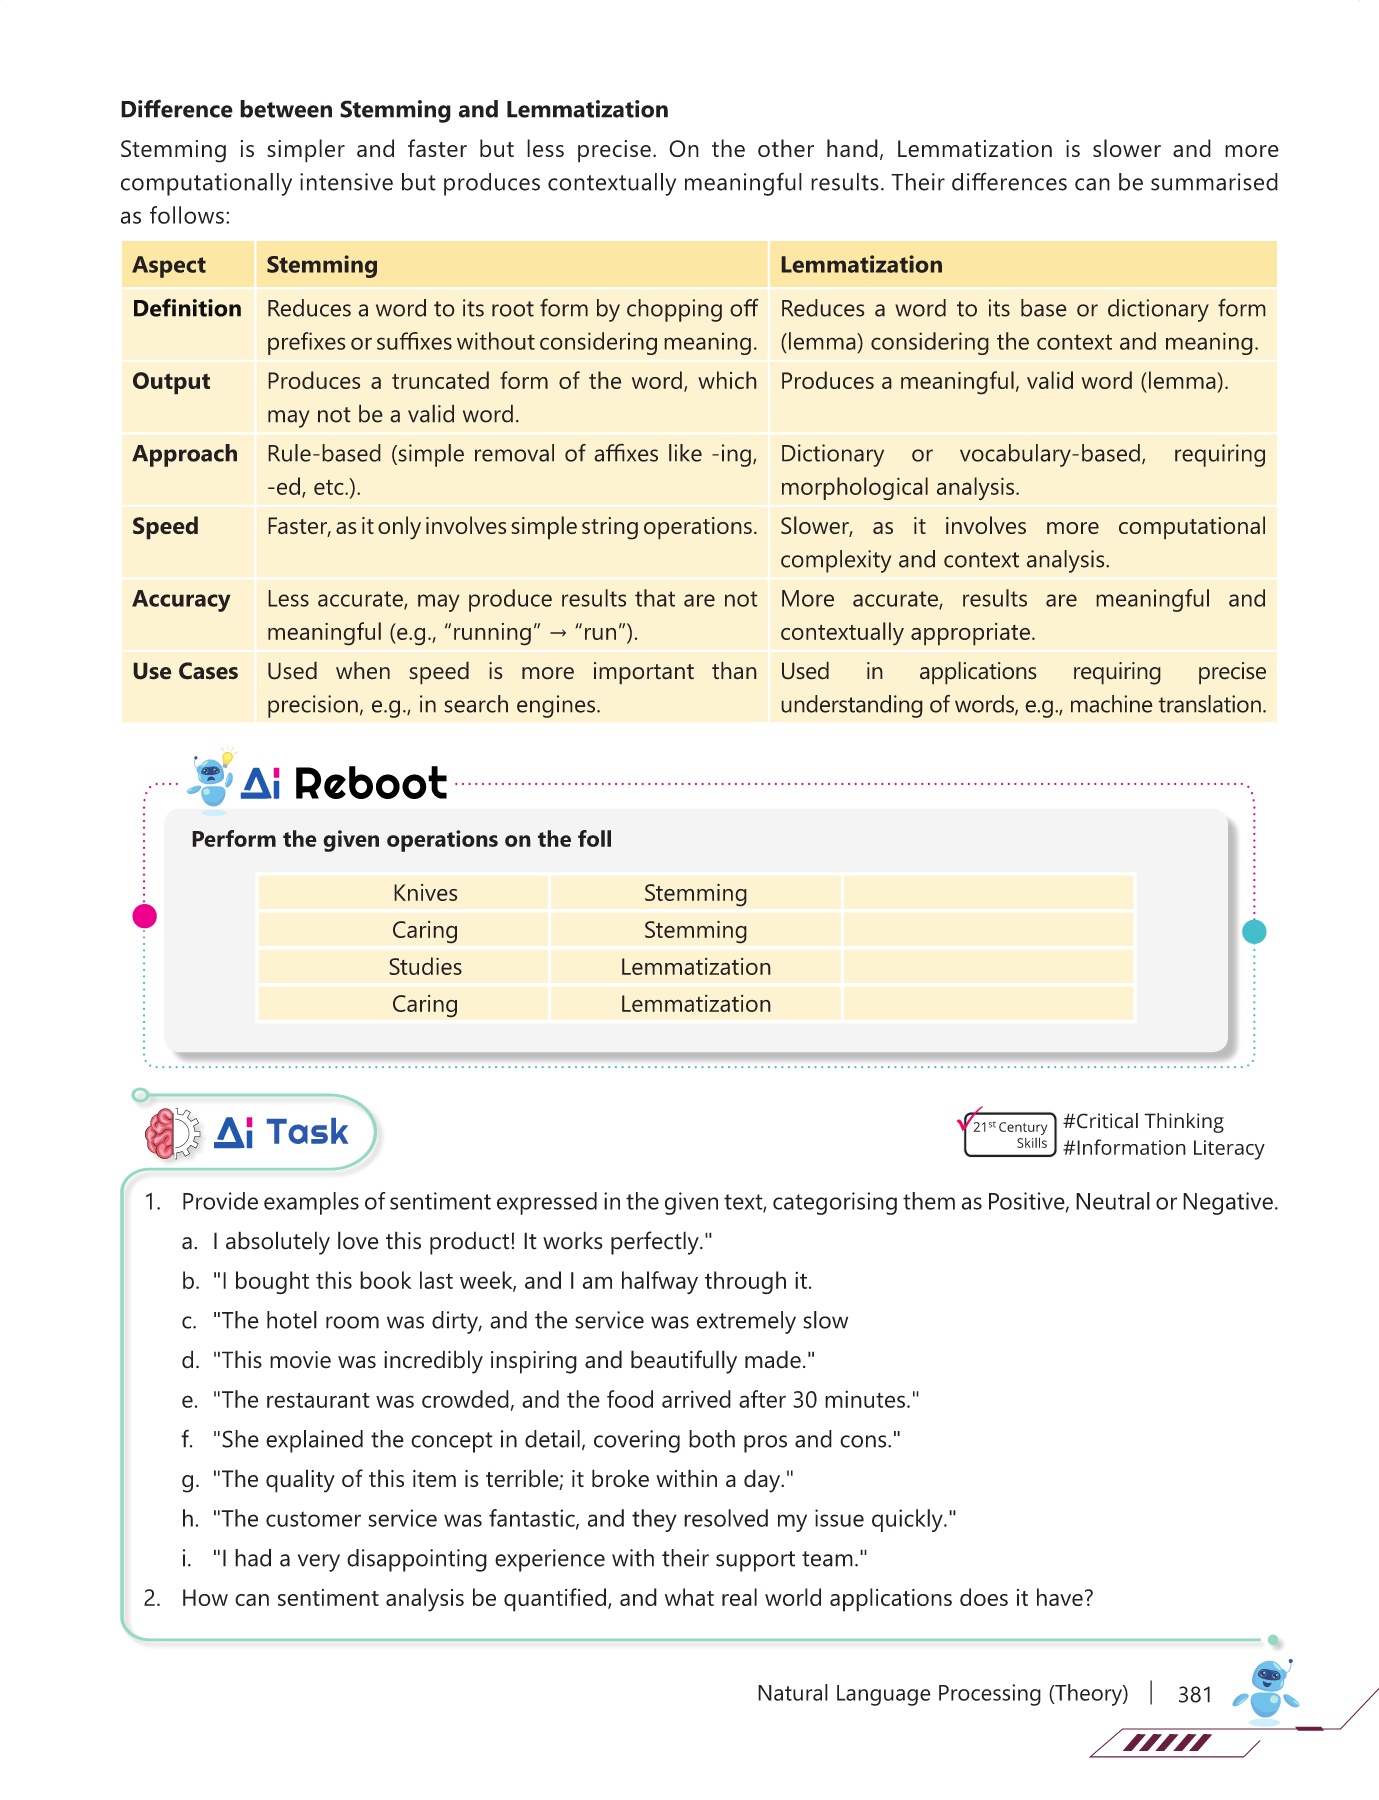 Difference between Stemming and Lemmatization
Stemming is simpler and faster but less precise. On the other hand, Lemmatization is slower and more
computationally intensive but produces contextually meaningful results. Their differences can be summarised
as follows:
Aspect Stemming Lemmatization
Definition Reduces a word to its root form by chopping off prefixes or suffixes without considering meaning. Reduces a word to its base or dictionary form (lemma) considering the context and meaning.
Output Produces a truncated form of the word, which may not be a valid word. Produces a meaningful, valid word (lemma).
Approach Rule-based (simple removal of affixes like -ing, -ed, etc.). Dictionary or vocabulary-based, requiring morphological analysis.
Speed Faster, as it only involves simple string operations. Slower, as it involves more computational complexity and context analysis.
Accuracy Less accurate, may produce results that are not meaningful (e.g., “running” → “run”). More accurate, results are meaningful and contextually appropriate.
Use Cases Used when speed is more important than precision, e.g., in search engines. Used in applications requiring precise understanding of words, e.g., machine translation.
Ai Reboot
Perform the given operations on the foll
Knives Stemming
Caring Stemming
Studies Lemmatization
Caring Lemmatization
Ai Task
21st Century
Skills
#Critical Thinking
#Information Literacy
1. Provide examples of sentiment expressed in the given text, categorising them as Positive, Neutral or Negative.
a. I absolutely love this product! It works perfectly."
b. "I bought this book last week, and I am halfway through it.
c. "The hotel room was dirty, and the service was extremely slow
d. "This movie was incredibly inspiring and beautifully made."
e. "The restaurant was crowded, and the food arrived after 30 minutes."
f. "She explained the concept in detail, covering both pros and cons."
g. "The quality of this item is terrible; it broke within a day."
h. "The customer service was fantastic, and they resolved my issue quickly."
i. "I had a very disappointing experience with their support team."
2. How can sentiment analysis be quantified, and what real world applications does it have?
Natural Language Processing (Theory) | 381